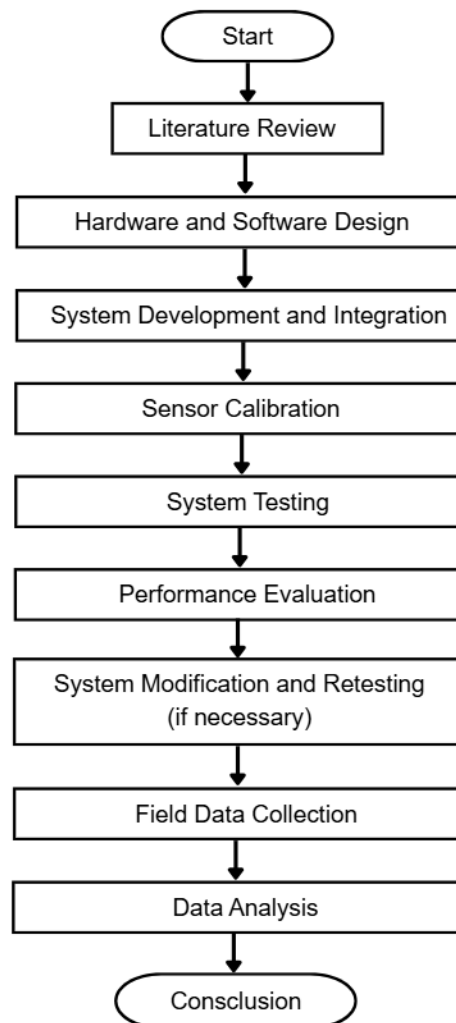 Start
Literature Review
Hardware and Software Design
System Development and Integration
Sensor Calibration
System Testing
Performance Evaluation
System Modification and Retesting
(if necessary)
Field Data Collection
Data Analysis
Consclusion